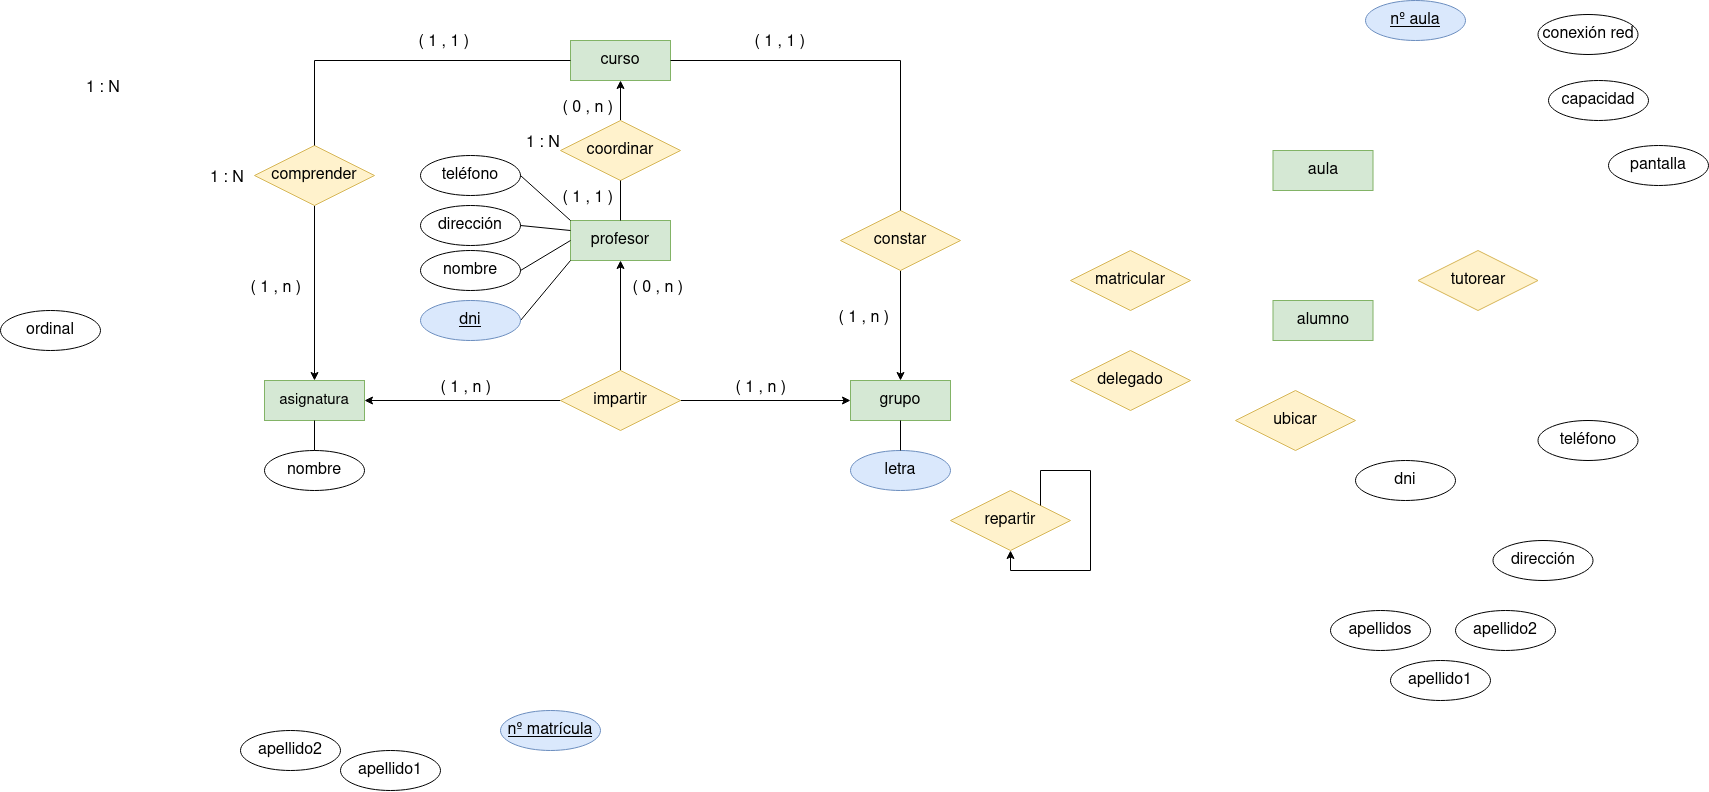 nº aula
conexión red
( 1 , 1 )
( 1 , 1 )
curso
1 : N
capacidad
( 0 , n )
1 : N
coordinar
pantalla
aula
comprender
1 : N
teléfono
( 1 , 1 )
dirección
profesor
constar
nombre
matricular
tutorear
( 1 , n )
( 0 , n )
dni
( 1 , n )
alumno
ordinal
delegado
( 1 , n )
( 1 , n )
asignatura
impartir
grupo
ubicar
teléfono
nombre
letra
dni
repartir
dirección
apellidos
apellido2
apellido1
nº matrícula
apellido2
apellido1